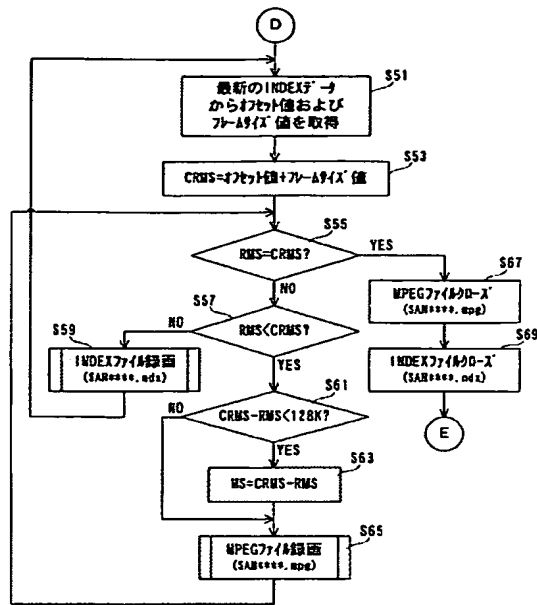 D
S51
最新のINDEXデータ
からオフセット値および
フレームサイズ値を取得
S53
CRMS=オフセット値+フレームサイズ値
S55
RMS=CRMS?
YES
NO
S67
MPEGファイルクローズ
(SAN****.mpg)
S57
RMS<CRMS?
NO
YES
S59
INDEXファイル録画
(SAN****.mdx)
S69
INDEXファイルクローズ
(SAN****.mdx)
E
S61
CRMS-RMS<128K?
NO
YES
S63
MS=CRMS-RMS
S65
MPEGファイル録画
(SAN****.mpg)